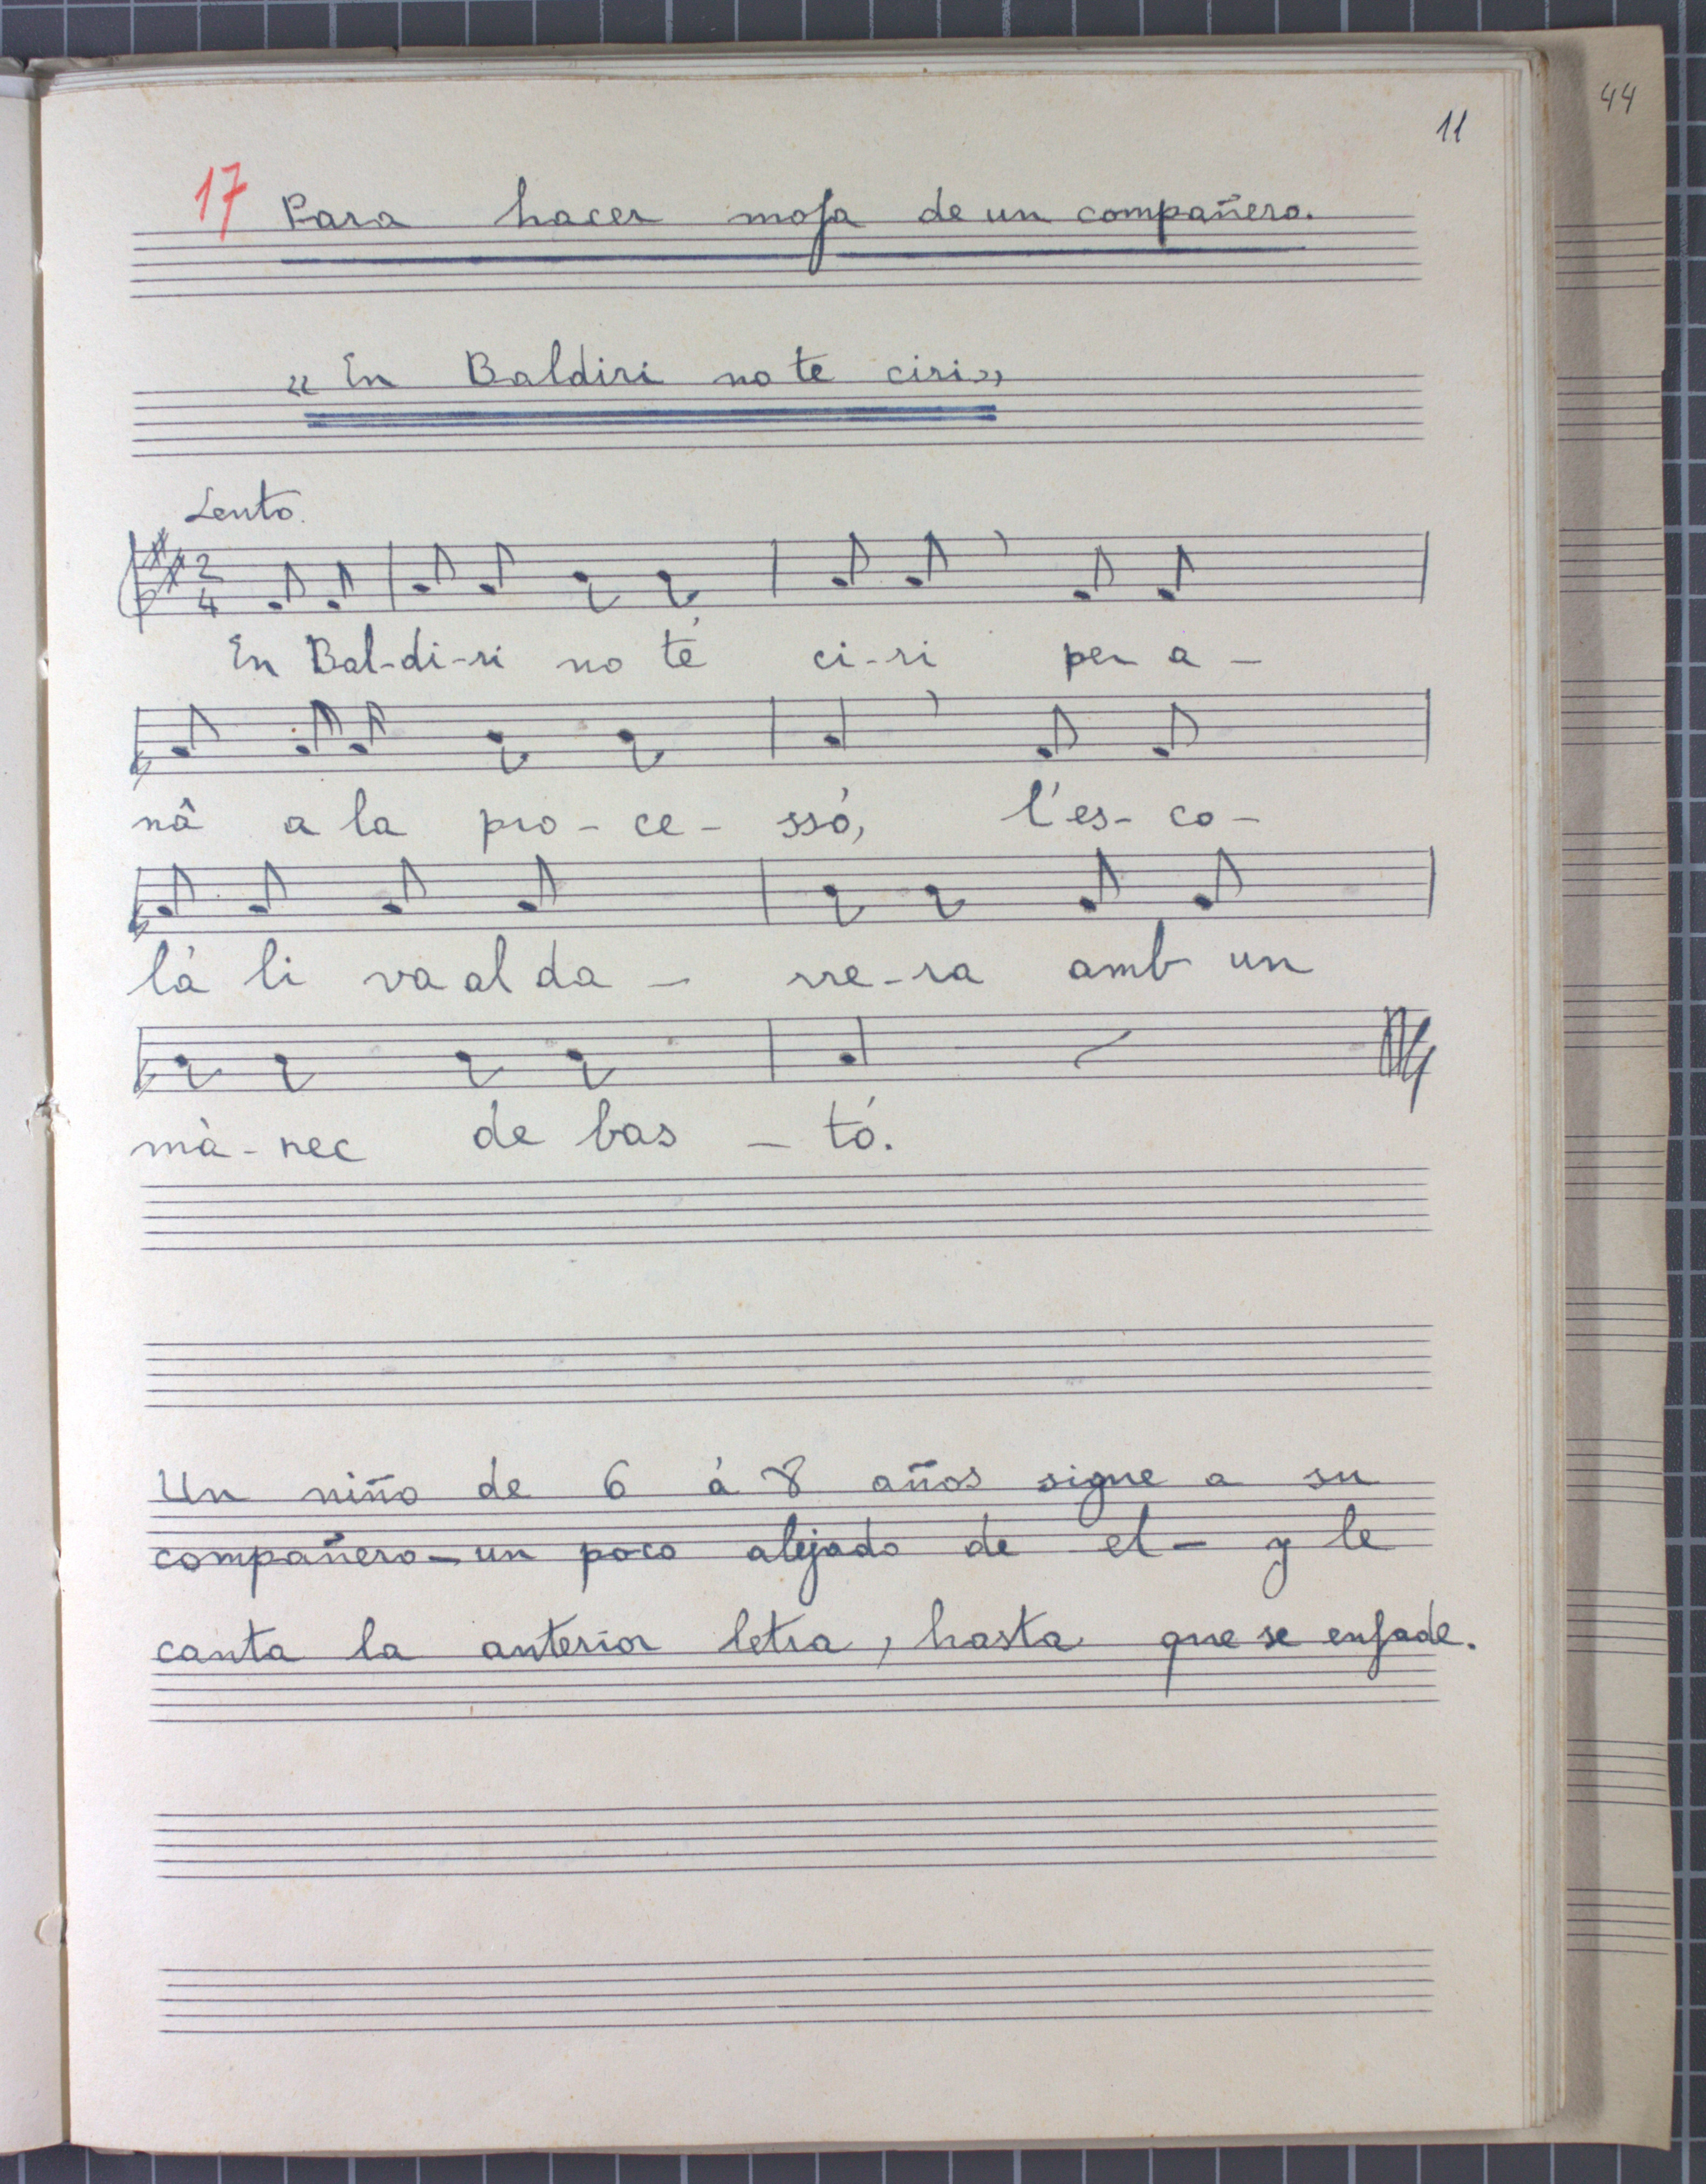 44
11
17 Para hacer mofa de un compañero.
"En Baldiri no te ciri"
Lento.
2
4
En Bal-di-ri no té ci-ri per a-
nâ a la pro-ce-ssó, l'es-co-
là li va al da-rre-ra amb un
mà-nec de bas-tó.
Un niño de 6 á 8 años sigue a su
compañero-un poco alejado de el- y le
canta la anterior letra, hasta que se enfade.